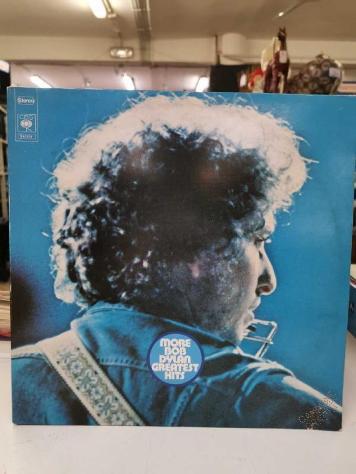 Stereo
CBS
MORE
BOB
DYLAN
GREATEST
HITS